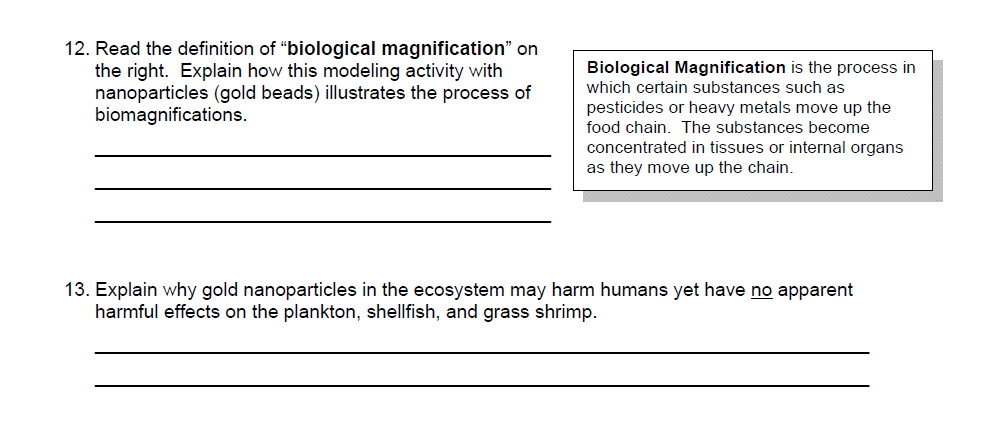 12. Read the definition of “biological magnification” on
the right. Explain how this modeling activity with
nanoparticles (gold beads) illustrates the process of
biomagnifications.
Biological Magnification is the process in
which certain substances such as
pesticides or heavy metals move up the
food chain. The substances become
concentrated in tissues or internal organs
as they move up the chain.
13. Explain why gold nanoparticles in the ecosystem may harm humans yet have no apparent
harmful effects on the plankton, shellfish, and grass shrimp.